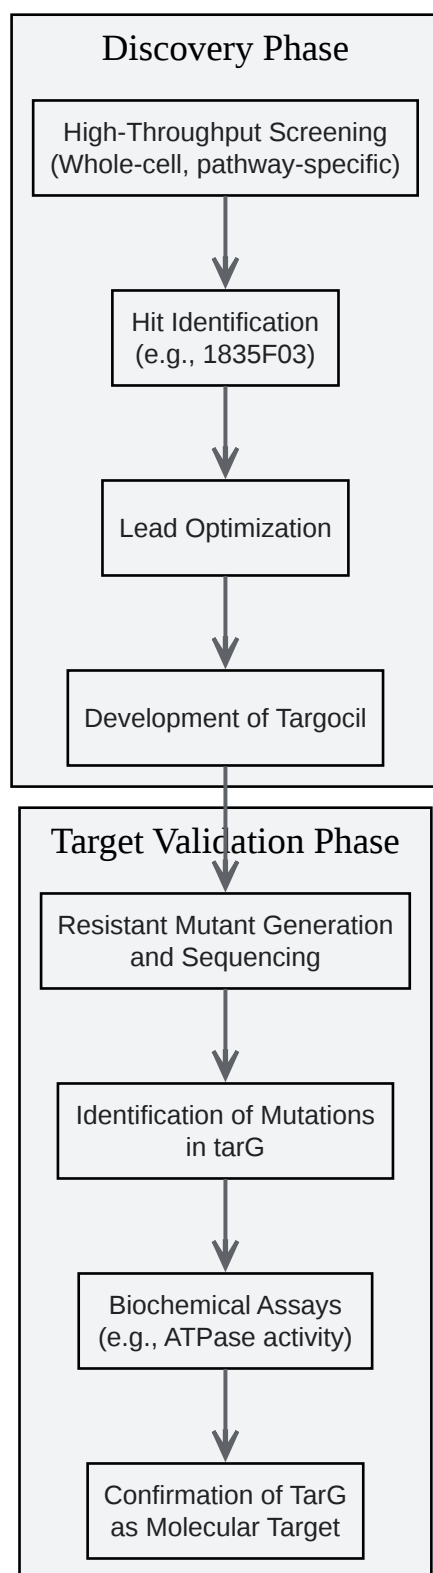 Discovery Phase
High-Throughput Screening
(Whole-cell, pathway-specific)
Hit Identification
(e.g., 1835F03)
Lead Optimization
Development of Targocil
Target Validation Phase
Resistant Mutant Generation
and Sequencing
Identification of Mutations
in tarG
Biochemical Assays
(e.g., ATPase activity)
Confirmation of TarG
as Molecular Target